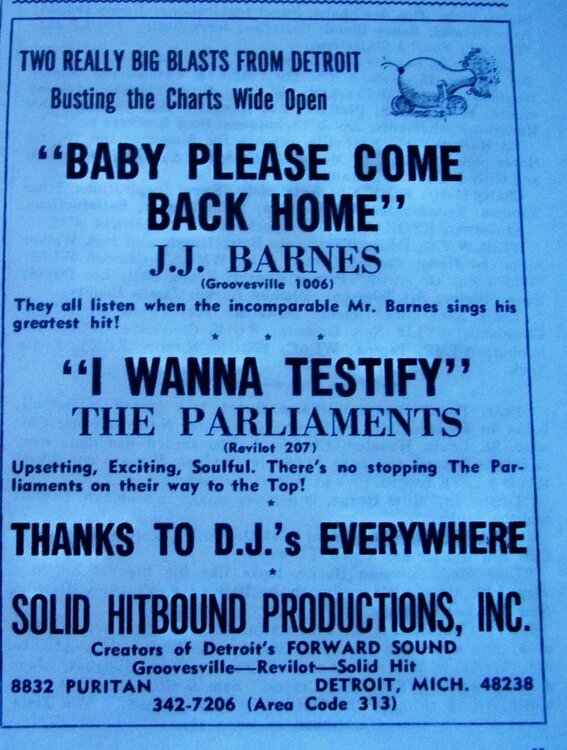 TWO REALLY BIG BLASTS FROM DETROIT
Busting the Charts Wide Open
"BABY PLEASE COME
BACK HOME"
J.J. BARNES
(Groovesville 1006)
They all listen when the incomparable Mr. Barnes sings his
greatest hit!
* * *
"I WANNA TESTIFY"
THE PARLIAMENTS
(Revilot 207)
Upsetting, Exciting, Soulful. There's no stopping The Par-
liaments on their way to the Top!
*
THANKS TO D.J.'s EVERYWHERE
*
SOLID HITBOUND PRODUCTIONS, INC.
Creators of Detroit's FORWARD SOUND
Groovesville—Revilot—Solid Hit
8832 PURITAN DETROIT, MICH. 48238
342-7206 (Area Code 313)